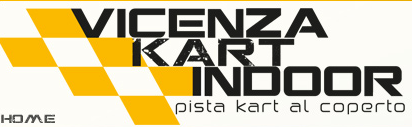 VICENZA
KART
INDOOR
pista kart al coperto
HOME